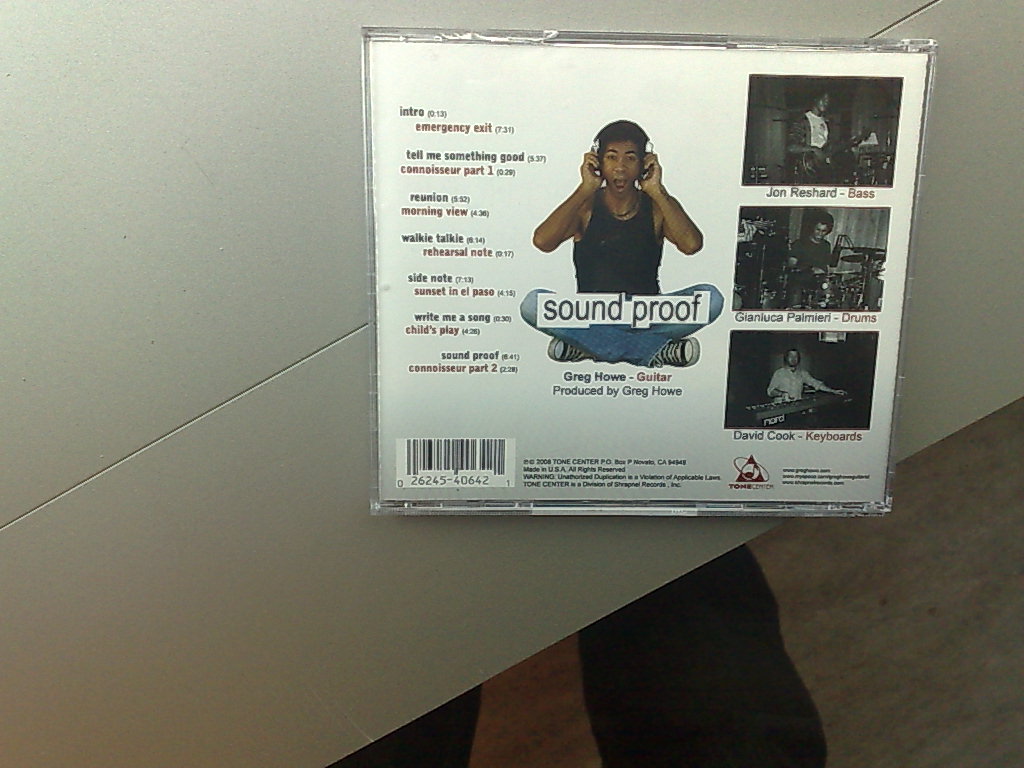 intro (0:13)
emergency exit (7:31)
tell me something good (5:37)
connoisseur part 1 (0:29)
reunion (5:52)
morning view (4:36)
walkie talkie (6:14)
rehearsal note (0:17)
side note (7:13)
sunset in el paso (4:15)
write me a song (0:30)
child's play (4:26)
sound proof (6:41)
connoisseur part 2 (2:28)
sound proof
Greg Howe - Guitar
Produced by Greg Howe
Jon Reshard - Bass
Gianluca Palmieri - Drums
nord
David Cook - Keyboards
0 26245-40642 1
℗© 2008 TONE CENTER P.O. Box P Novato, CA 94948
Made in U.S.A. All Rights Reserved
WARNING: Unathorized Duplication is a Violation of Applicable Laws.
TONE CENTER is a Division of Shrapnel Records, Inc.
TONECENTER
www.greghowe.com
www.myspace.com/greghoweguitarist
www.shrapnelrecords.com